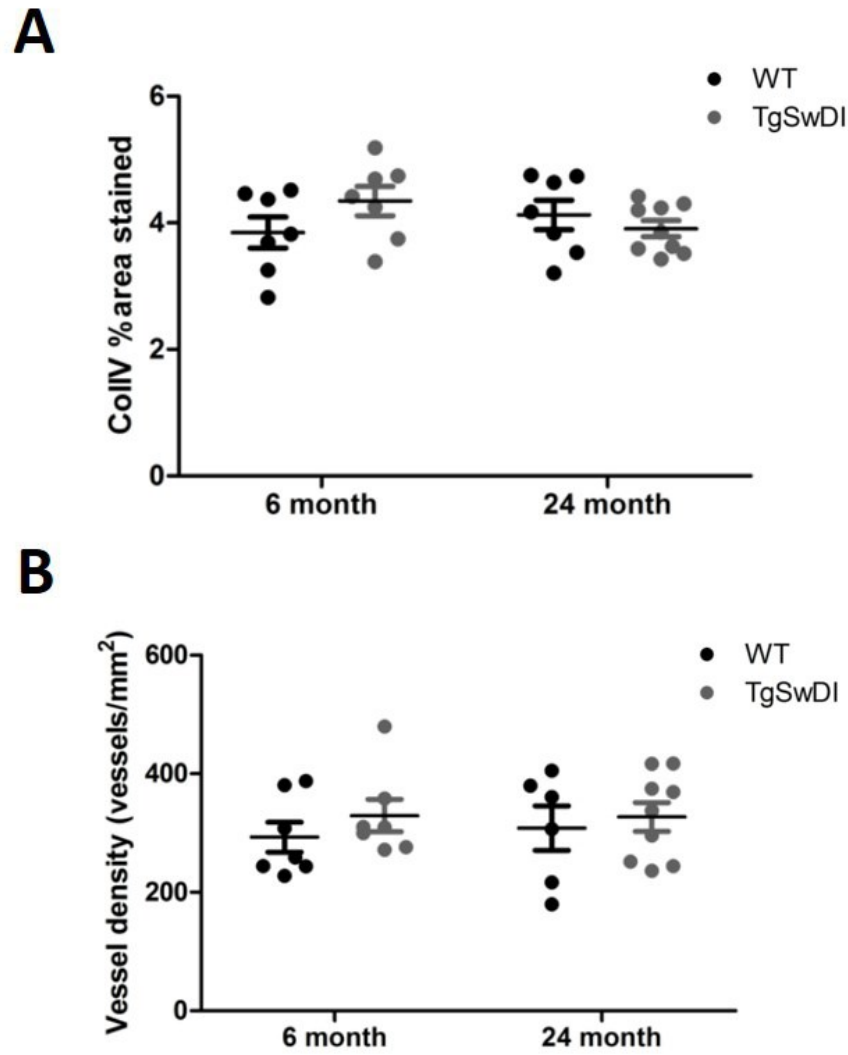 A
WT
TgSwDI
CollV % area stained
6
4
2
0
6 month
24 month
B
WT
TgSwDI
Vessel density (vessels/mm²)
600
400
200
0
6 month
24 month